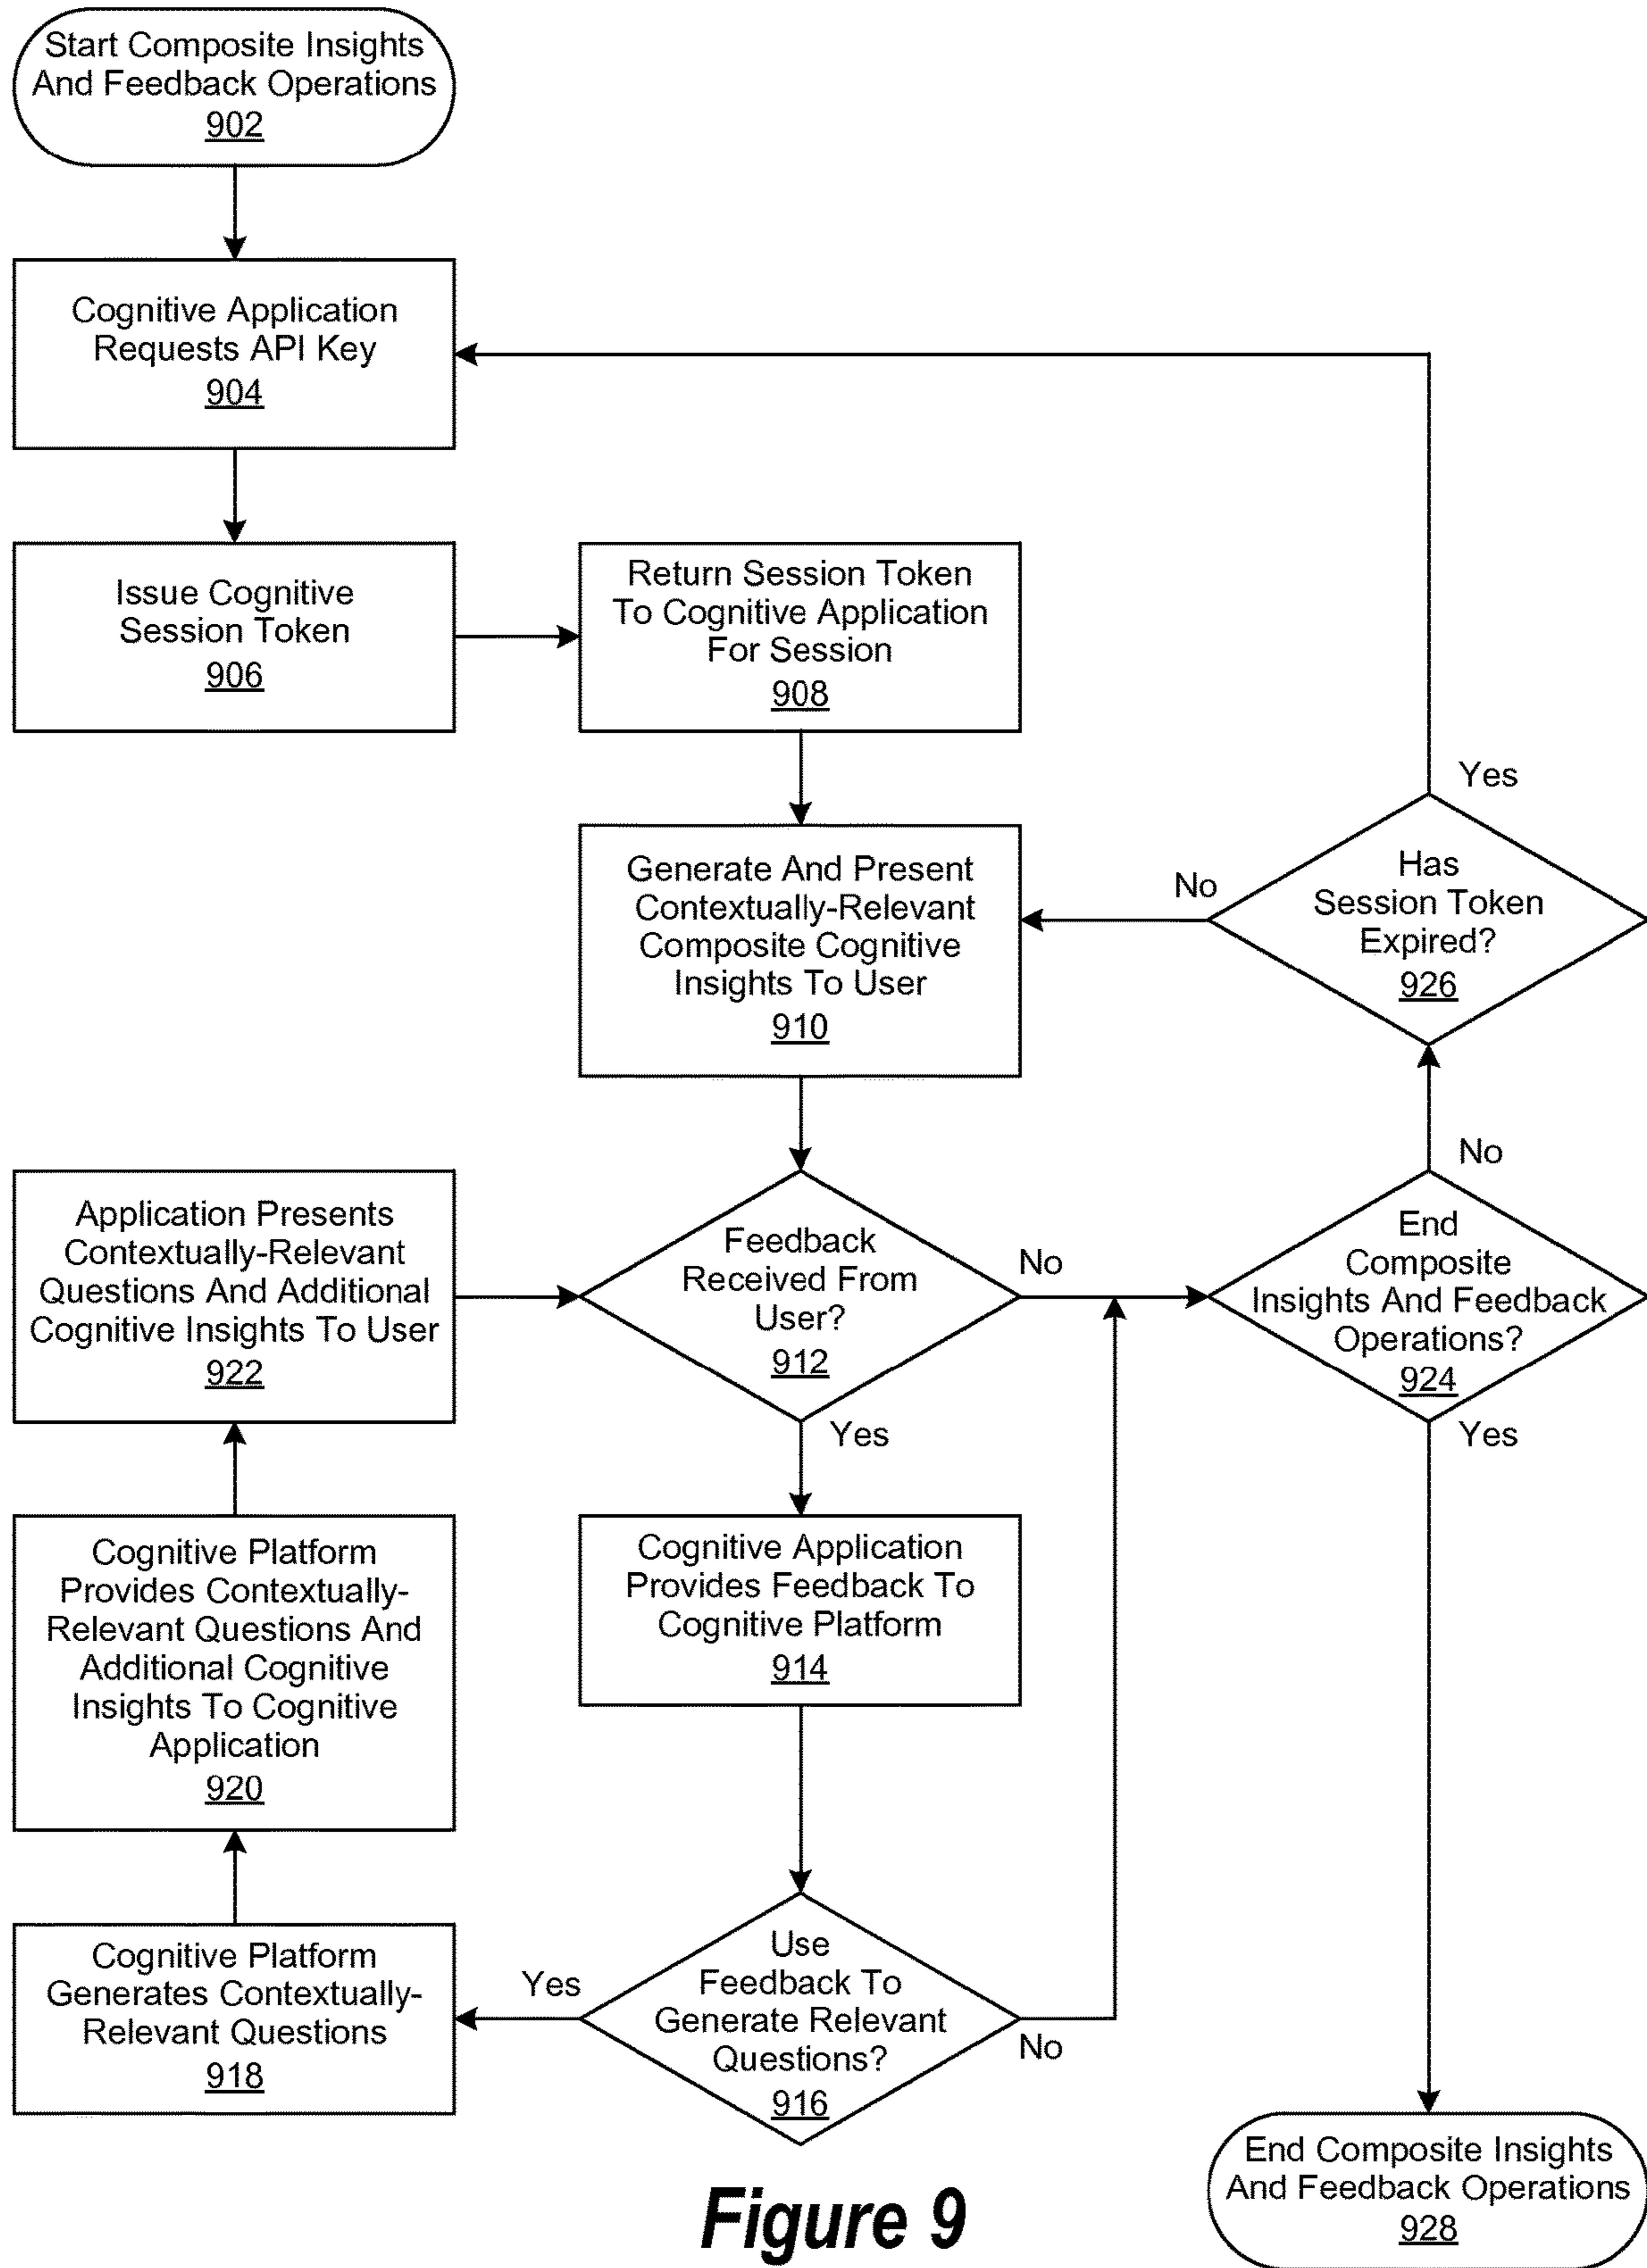 Start Composite Insights
And Feedback Operations
902
Cognitive Application
Requests API Key
904
Issue Cognitive
Session Token
906
Return Session Token
To Cognitive Application
For Session
908
Yes
Has
Session Token
Expired?
926
No
Generate And Present
Contextually-Relevant
Composite Cognitive
Insights To User
910
No
Application Presents
Contextually-Relevant
Questions And Additional
Cognitive Insights To User
922
Feedback
Received From
User?
912
No
End
Composite
Insights And Feedback
Operations?
924
Yes
Yes
Cognitive Platform
Provides Contextually-
Relevant Questions And
Additional Cognitive
Insights To Cognitive
Application
920
Cognitive Application
Provides Feedback To
Cognitive Platform
914
Cognitive Platform
Generates Contextually-
Relevant Questions
918
Yes
Use
Feedback To
Generate Relevant
Questions?
916
No
End Composite Insights
And Feedback Operations
928
Figure 9